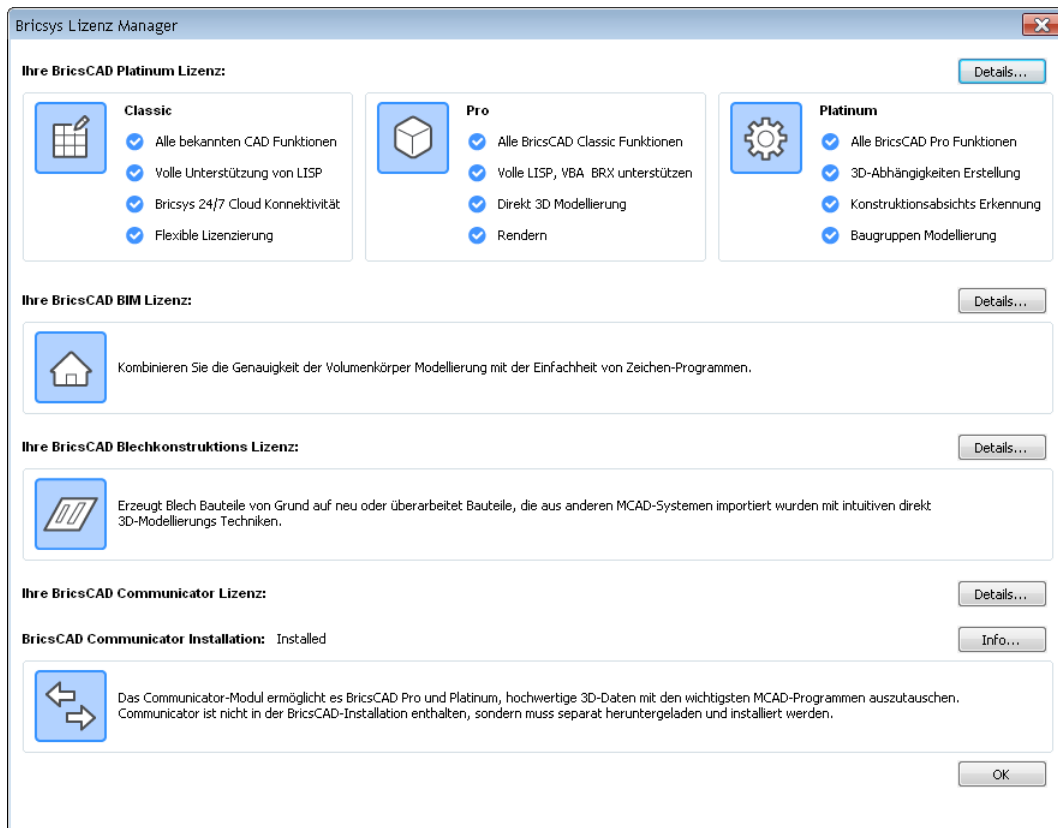 Bricsys Lizenz Manager
Ihre BricsCAD Platinum Lizenz:
Details...
Classic
Alle bekannten CAD Funktionen
Volle Unterstützung von LISP
Bricsys 24/7 Cloud Konnektivität
Flexible Lizenzierung
Pro
Alle BricsCAD Classic Funktionen
Volle LISP, VBA  BRX unterstützen
Direkt 3D Modellierung
Rendern
Platinum
Alle BricsCAD Pro Funktionen
3D-Abhängigkeiten Erstellung
Konstruktionsabsichts Erkennung
Baugruppen Modellierung
Ihre BricsCAD BIM Lizenz:
Details...
Kombinieren Sie die Genauigkeit der Volumenkörper Modellierung mit der Einfachheit von Zeichen-Programmen.
Ihre BricsCAD Blechkonstruktions Lizenz:
Details...
Erzeugt Blech Bauteile von Grund auf neu oder überarbeitet Bauteile, die aus anderen MCAD-Systemen importiert wurden mit intuitiven direkt
3D-Modellierungs Techniken.
Ihre BricsCAD Communicator Lizenz:
Details...
BricsCAD Communicator Installation: Installed
Info...
Das Communicator-Modul ermöglicht es BricsCAD Pro und Platinum, hochwertige 3D-Daten mit den wichtigsten MCAD-Programmen auszutauschen.
Communicator ist nicht in der BricsCAD-Installation enthalten, sondern muss separat heruntergeladen und installiert werden.
OK